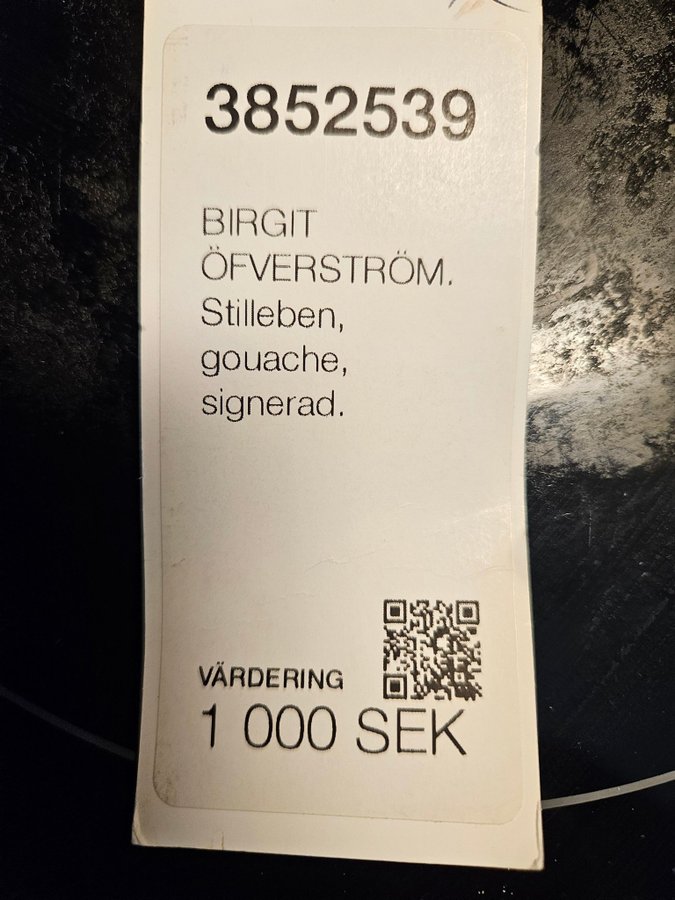 3852539
BIRGIT
ÖFVERSTRÖM.
Stilleben,
gouache,
signerad.
VÄRDERING
1 000 SEK